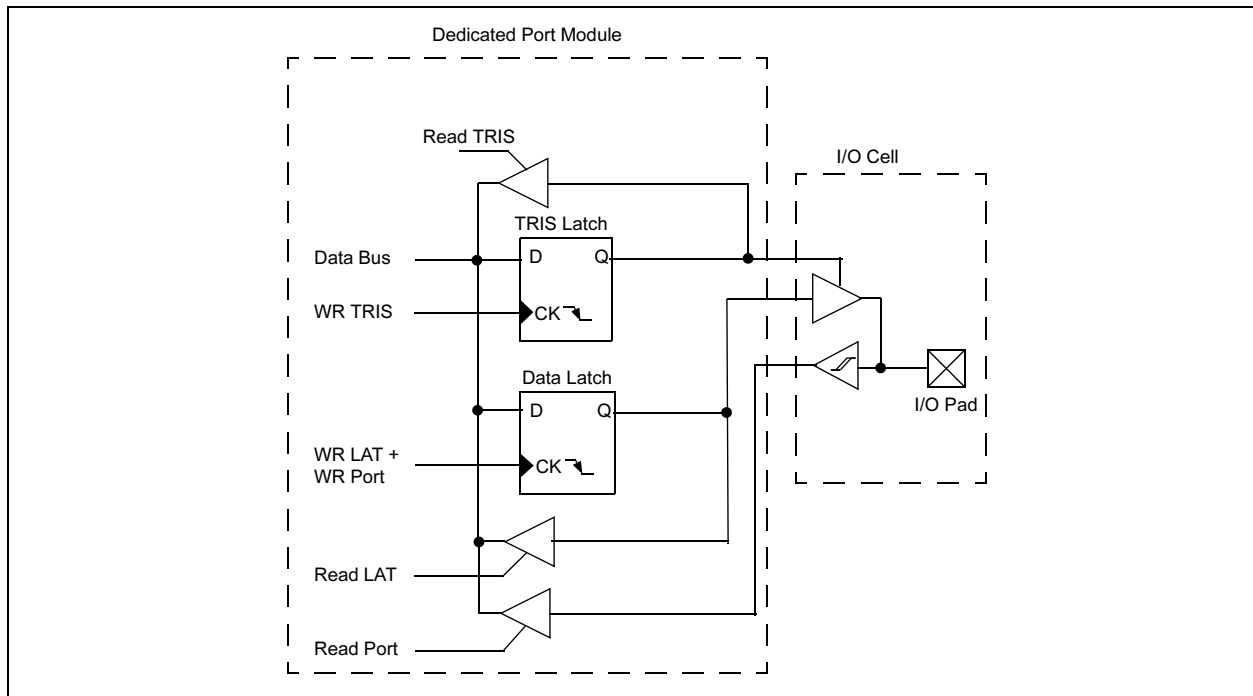 Dedicated Port Module
Read TRIS
I/O Cell
TRIS Latch
Data Bus
D
Q
WR TRIS
CK
Data Latch
I/O Pad
D
Q
WR LAT +
WR Port
CK
Read LAT
Read Port